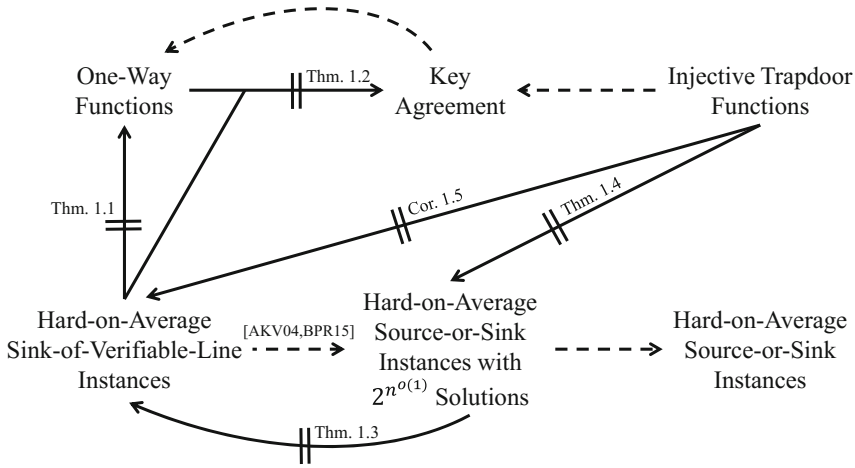 One-Way
Functions
Thm. 1.2
Key
Agreement
Injective Trapdoor
Functions
Thm. 1.1
Cor. 1.5
Thm. 1.4
Hard-on-Average
Sink-of-Verifiable-Line
Instances
[AKV04,BPR15]
Hard-on-Average
Source-or-Sink
Instances with
2^{n^{o(1)}} Solutions
Hard-on-Average
Source-or-Sink
Instances
Thm. 1.3